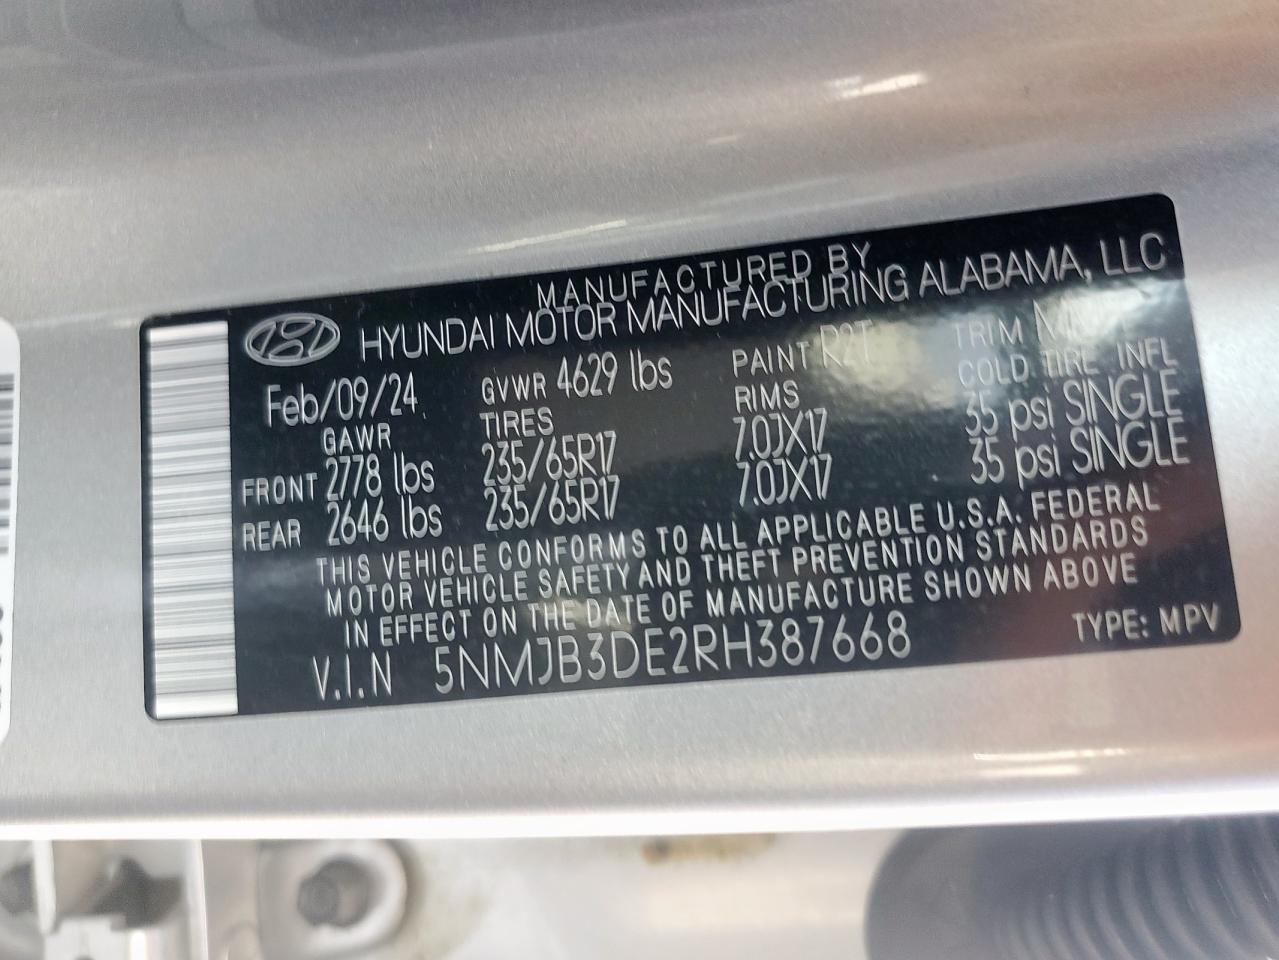 MANUFACTURED BY
HYUNDAI MOTOR MANUFACTURING ALABAMA, LLC
Feb/09/24 GVWR 4629 lbs PAINT R2T TRIM
GAWR TIRES RIMS COLD TIRE INFL
FRONT 2778 lbs 235/65R17 7.0JX17 35 psi SINGLE
REAR 2646 lbs 235/65R17 7.0JX17 35 psi SINGLE
THIS VEHICLE CONFORMS TO ALL APPLICABLE U.S.A. FEDERAL
MOTOR VEHICLE SAFETY AND THEFT PREVENTION STANDARDS
IN EFFECT ON THE DATE OF MANUFACTURE SHOWN ABOVE
V.I.N 5NMJB3DE2RH387668 TYPE: MPV